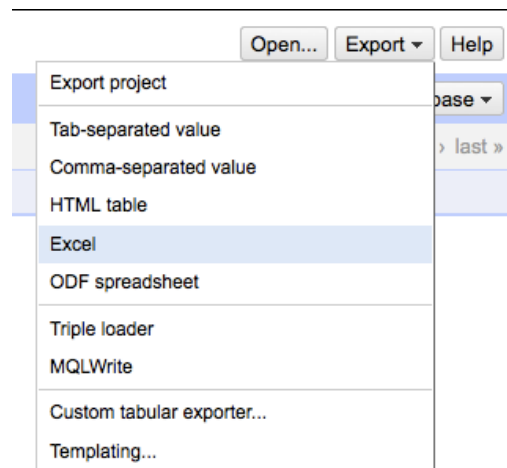 Open... Export Help
Export project
base
Tab-separated value
› last »
Comma-separated value
HTML table
Excel
ODF spreadsheet
Triple loader
MQLWrite
Custom tabular exporter...
Templating...